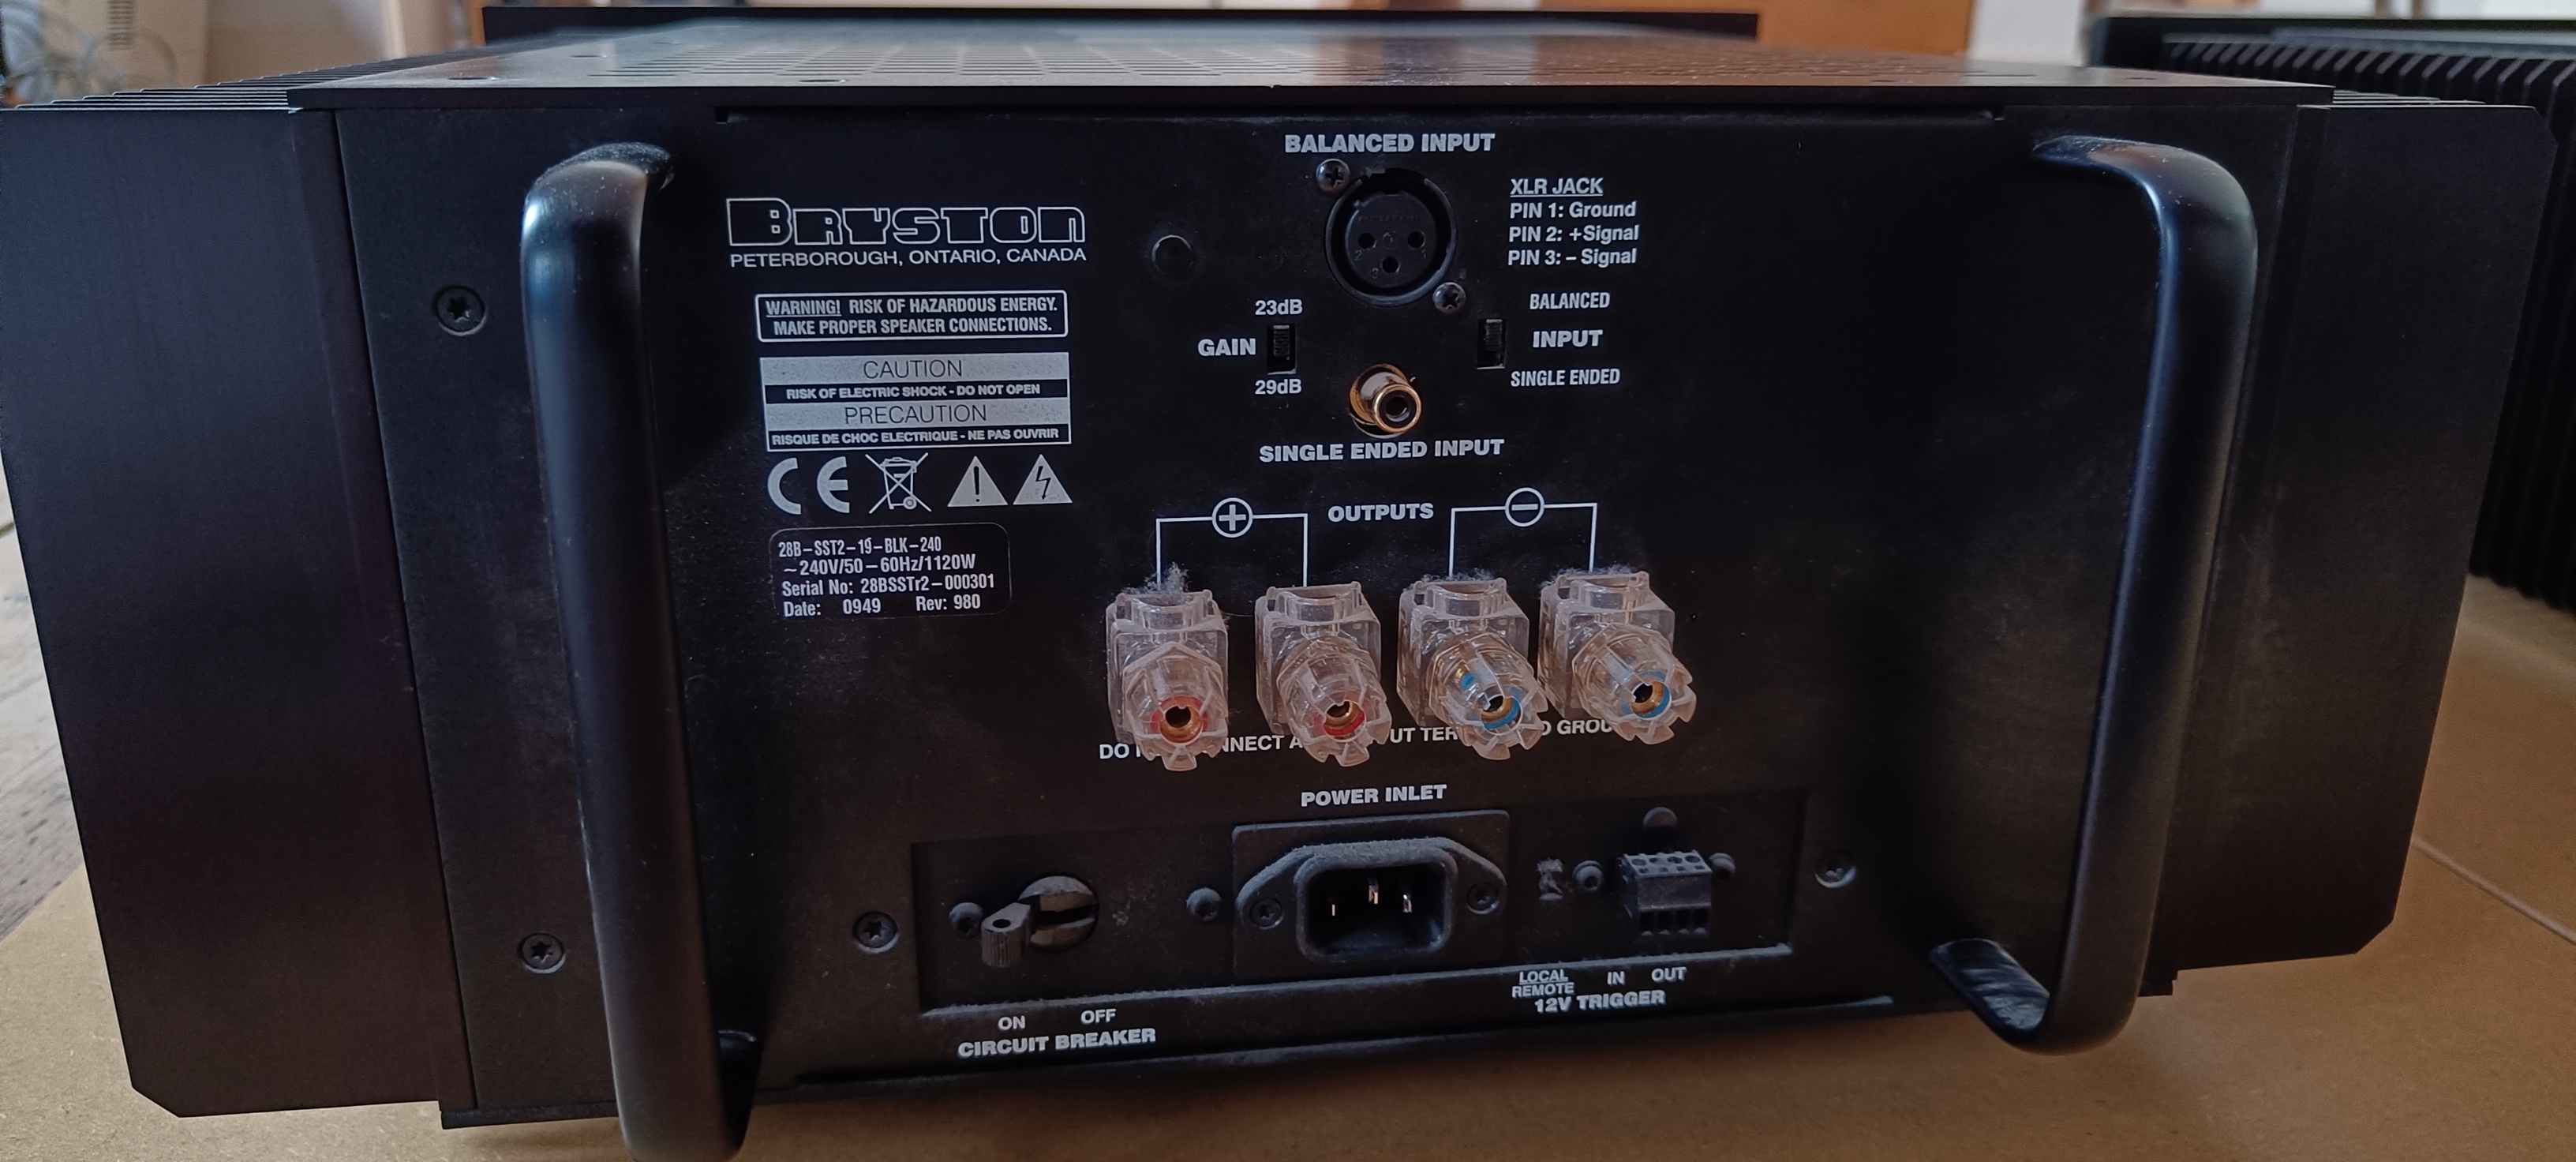 BALANCED INPUT
BRYSTON
PETERBOROUGH, ONTARIO, CANADA
XLR JACK
PIN 1: Ground
PIN 2: +Signal
PIN 3: – Signal
WARNING! RISK OF HAZARDOUS ENERGY.
MAKE PROPER SPEAKER CONNECTIONS.
CAUTION
RISK OF ELECTRIC SHOCK - DO NOT OPEN
PRECAUTION
RISQUE DE CHOC ELECTRIQUE - NE PAS OUVRIR
CE
23dB
GAIN
29dB
BALANCED
INPUT
SINGLE ENDED
SINGLE ENDED INPUT
+ OUTPUTS –
28B–SST2–19–BLK–240
~240V/50–60Hz/1120W
Serial No: 28BSSTr2–000301
Date: 0949 Rev: 980
DO GROU
POWER INLET
LOCAL IN OUT
REMOTE
12V TRIGGER
ON OFF
CIRCUIT BREAKER